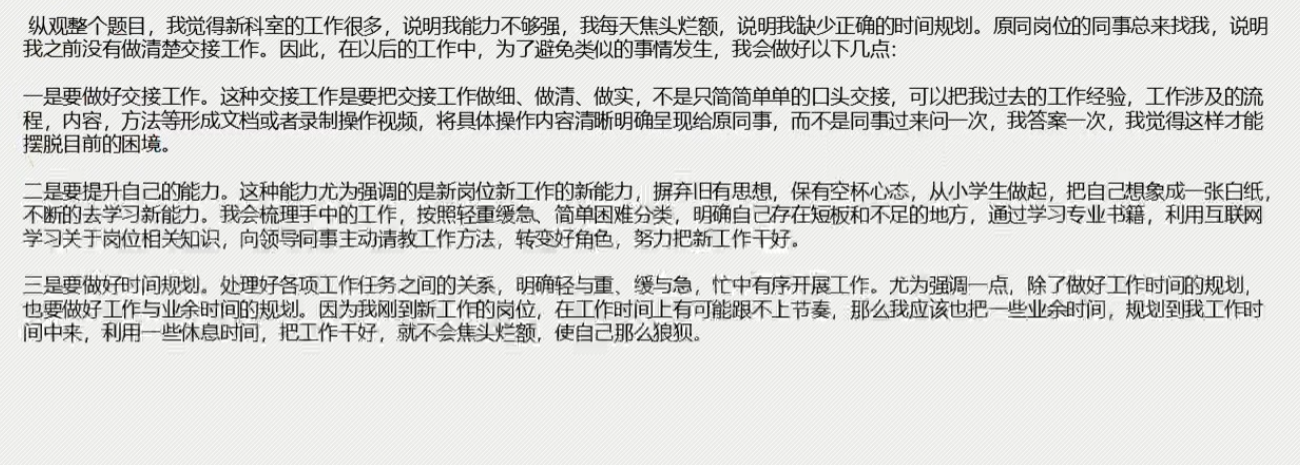 纵观整个题目，我觉得新科室的工作很多，说明我能力不够强，我每天焦头烂额，说明我缺少正确的时间规划。原同岗位的同事总来找我，说明
我之前没有做清楚交接工作。因此，在以后的工作中，为了避免类似的事情发生，我会做好以下几点：
一是要做好交接工作。这种交接工作是要把交接工作做细、做清、做实，不是只简简单单的口头交接，可以把我过去的工作经验，工作涉及的流
程，内容，方法等形成文档或者录制操作视频，将具体操作内容清晰明确呈现给原同事，而不是同事过来问一次，我答案一次，我觉得这样才能
摆脱目前的困境。
二是要提升自己的能力。这种能力尤为强调的是新岗位新工作的新能力，摒弃旧有思想，保有空杯心态，从小学生做起，把自己想象成一张白纸，
不断的去学习新能力。我会梳理手中的工作，按照轻重缓急、简单困难分类，明确自己存在短板和不足的地方，通过学习专业书籍，利用互联网
学习关于岗位相关知识，向领导同事主动请教工作方法，转变好角色，努力把新工作干好。
三是要做好时间规划。处理好各项工作任务之间的关系，明确轻与重、缓与急，忙中有序开展工作。尤为强调一点，除了做好工作时间的规划，
也要做好工作与业余时间的规划。因为我刚到新工作的岗位，在工作时间上有可能跟不上节奏，那么我应该也把一些业余时间，规划到我工作时
间中来，利用一些休息时间，把工作干好，就不会焦头烂额，使自己那么狼狈。